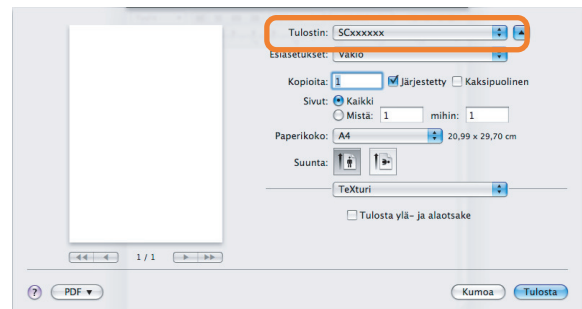 Tulostin: SCxxxxxx
Esiasetukset: Vakio
Kopioita: 1 Järjestetty Kaksipuolinen
Sivut: Kaikki
Mistä: 1 mihin: 1
Paperikoko: A4 20,99 x 29,70 cm
Suunta:
TeXturi
Tulosta ylä- ja alaotsake
1 / 1
? PDF Kumoa Tulosta